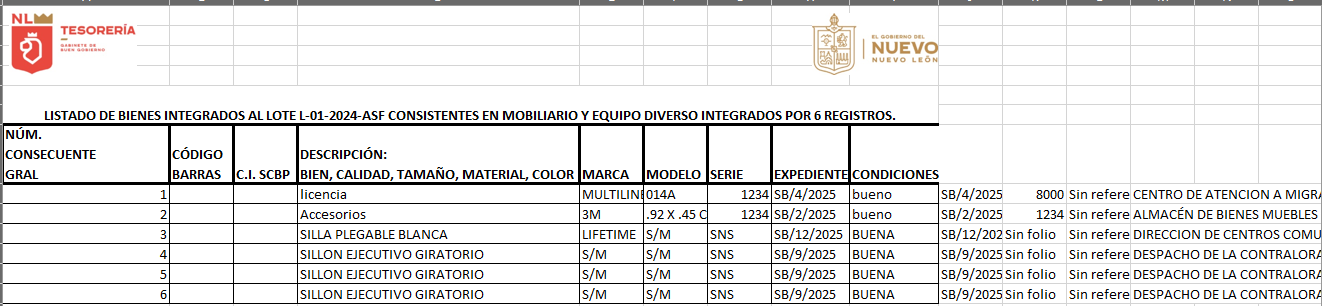 NL
TESORERÍA
GABINETE DE
BUEN GOBIERNO
EL GOBIERNO DEL
NUEVO
NUEVO LEÓN
LISTADO DE BIENES INTEGRADOS AL LOTE L-01-2024-ASF CONSISTENTES EN MOBILIARIO Y EQUIPO DIVERSO INTEGRADOS POR 6 REGISTROS.
NÚM. CONSECUENTE GRAL CÓDIGO BARRAS C.I. SCBP DESCRIPCIÓN: BIEN, CALIDAD, TAMAÑO, MATERIAL, COLOR MARCA MODELO SERIE EXPEDIENTE CONDICIONES
1 licencia MULTILINE 014A 1234 SB/4/2025 bueno SB/4/2025 8000 Sin refere CENTRO DE ATENCION A MIGRA
2 Accesorios 3M .92 X .45 C 1234 SB/2/2025 bueno SB/2/2025 1234 Sin refere ALMACÉN DE BIENES MUEBLES
3 SILLA PLEGABLE BLANCA LIFETIME S/M SNS SB/12/2025 BUENA SB/12/202 Sin folio Sin refere DIRECCION DE CENTROS COMU
4 SILLON EJECUTIVO GIRATORIO S/M S/M SNS SB/9/2025 BUENA SB/9/2025 Sin folio Sin refere DESPACHO DE LA CONTRALORA
5 SILLON EJECUTIVO GIRATORIO S/M S/M SNS SB/9/2025 BUENA SB/9/2025 Sin folio Sin refere DESPACHO DE LA CONTRALORA
6 SILLON EJECUTIVO GIRATORIO S/M S/M SNS SB/9/2025 BUENA SB/9/2025 Sin folio Sin refere DESPACHO DE LA CONTRALORA